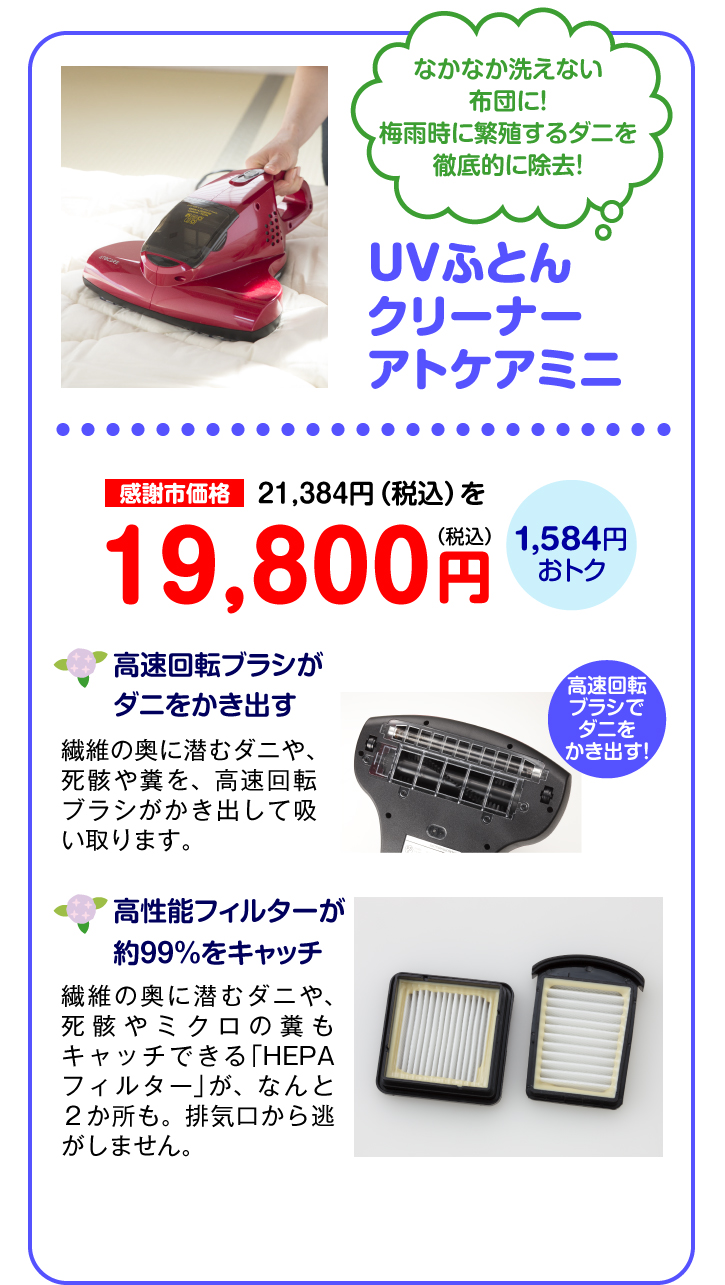 なかなか洗えない
布団に!
梅雨時に繁殖するダニを
徹底的に除去!
UVふとん
クリーナー
アトケアミニ
感謝市価格 21,384円(税込)を
19,800円(税込)
1,584円
おトク
高速回転ブラシが
ダニをかき出す
繊維の奥に潜むダニや、
死骸や糞を、高速回転
ブラシがかき出して吸
い取ります。
高速回転
ブラシで
ダニを
かき出す!
高性能フィルターが
約99%をキャッチ
繊維の奥に潜むダニや、
死骸やミクロの糞も
キャッチできる「HEPA
フィルター」が、なんと
２か所も。排気口から逃
がしません。